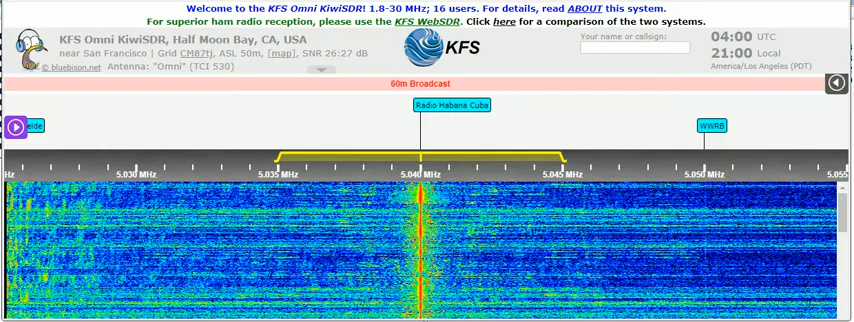 Welcome to the KFS Omni KiwiSDR! 1.8-30 MHz; 16 users. For details, read ABOUT this system.
For superior ham radio reception, please use the KFS WebSDR. Click here for a comparison of the two systems.
KFS Omni KiwiSDR, Half Moon Bay, CA, USA
near San Francisco | Grid CM87tj, ASL 50m, [map], SNR 26:27 dB
© bluebison.net Antenna: "Omni" (TCI 530)
KFS
Your name or callsign:
04:00 UTC
21:00 Local
America/Los Angeles (PDT)
60m Broadcast
Radio Habana Cuba
elde
WWRB
Hz 5.030 MHz 5.035 MHz 5.040 MHz 5.045 MHz 5.050 MHz 5.055